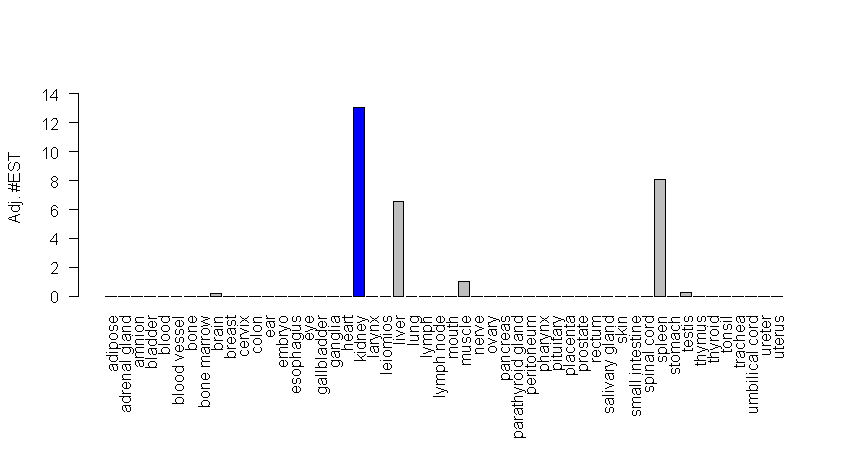 Adj. #EST
14
12
10
8
6
4
2
0
adipose
adrenal gland
amnion
bladder
blood
blood vessel
bone
bone marrow
brain
breast
cervix
colon
ear
embryo
esophagus
eye
gallbladder
ganglia
heart
kidney
larynx
leiomios
liver
lung
lymph
lymph node
mouth
muscle
nerve
ovary
pancreas
parathyroid gland
peritoneum
pharynx
pituitary
placenta
prostate
rectum
salivary gland
skin
small intestine
spinal cord
spleen
stomach
testis
thymus
thyroid
tonsil
trachea
umbilical cord
ureter
uterus